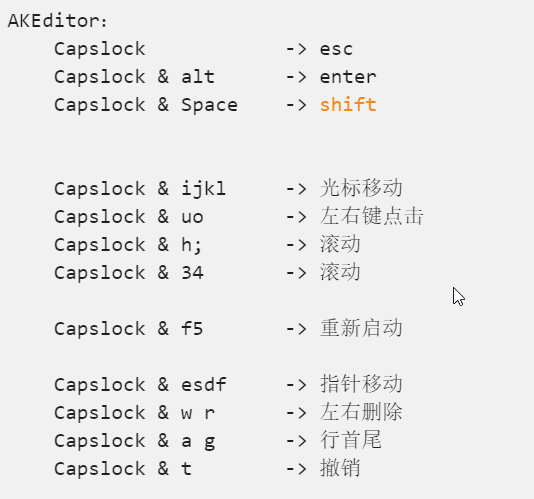 AKEditor:
Capslock -> esc
Capslock & alt -> enter
Capslock & Space -> shift
Capslock & ijkl -> 光标移动
Capslock & uo -> 左右键点击
Capslock & h; -> 滚动
Capslock & 34 -> 滚动
Capslock & f5 -> 重新启动
Capslock & esdf -> 指针移动
Capslock & w r -> 左右删除
Capslock & a g -> 行首尾
Capslock & t -> 撤销